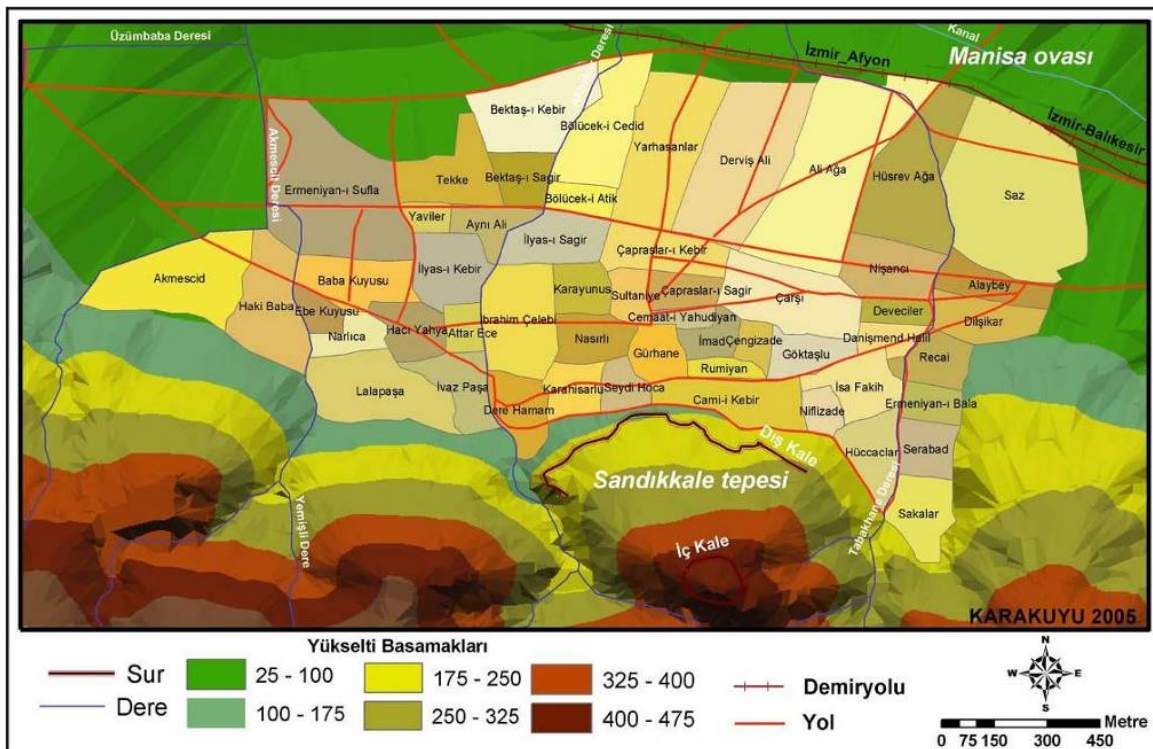 Üzümbaba Deresi
Kanal
İzmir_Afyon
Manisa ovası
İzmir-Balıkesir
Deresi
Bektaş-ı Kebir
Bölücek-i Cedid
Yarhasanlar
Derviş Ali
Ali Ağa
Hüsrev Ağa
Saz
Akmescit Deresi
Ermeniyan-ı Sufla
Tekke
Bektaş-ı Sagir
Bölücek-i Atik
Yaviler
Aynı Ali
İlyas-ı Sagir
Çapraslar-ı Kebir
Nişancı
Akmescid
Baba Kuyusu
İlyas-ı Kebir
Karayunus
Sultaniye
Çapraslar-ı Sagir
Çarşı
Alaybey
Haki Baba
Ebe Kuyusu
Narlıca
Hacı Yahya
Attar Ece
İbrahim Çelebi
Cemaat-i Yahudiyan
Deveciler
Dilşikar
Nasırlı
Gürhane
İmad
Çengizade
Göktaşlu
Danişmend Halil
Recai
Rumiyan
Lalapaşa
İvaz Paşa
Dere Hamam
Karahisarlu
Seydi Hoca
Cami-i Kebir
Niflizade
İsa Fakih
Ermeniyan-ı Bala
Dış Kale
Hüccaclar
Serabad
Sandıkkale tepesi
Sakalar
Yemişli Dere
Tabakhane Deresi
İç Kale
KARAKUYU 2005
Yükselti Basamakları
Sur
Dere
25 - 100
100 - 175
175 - 250
250 - 325
325 - 400
400 - 475
Demiryolu
Yol
N
W
E
S
Metre
0 75 150 300 450